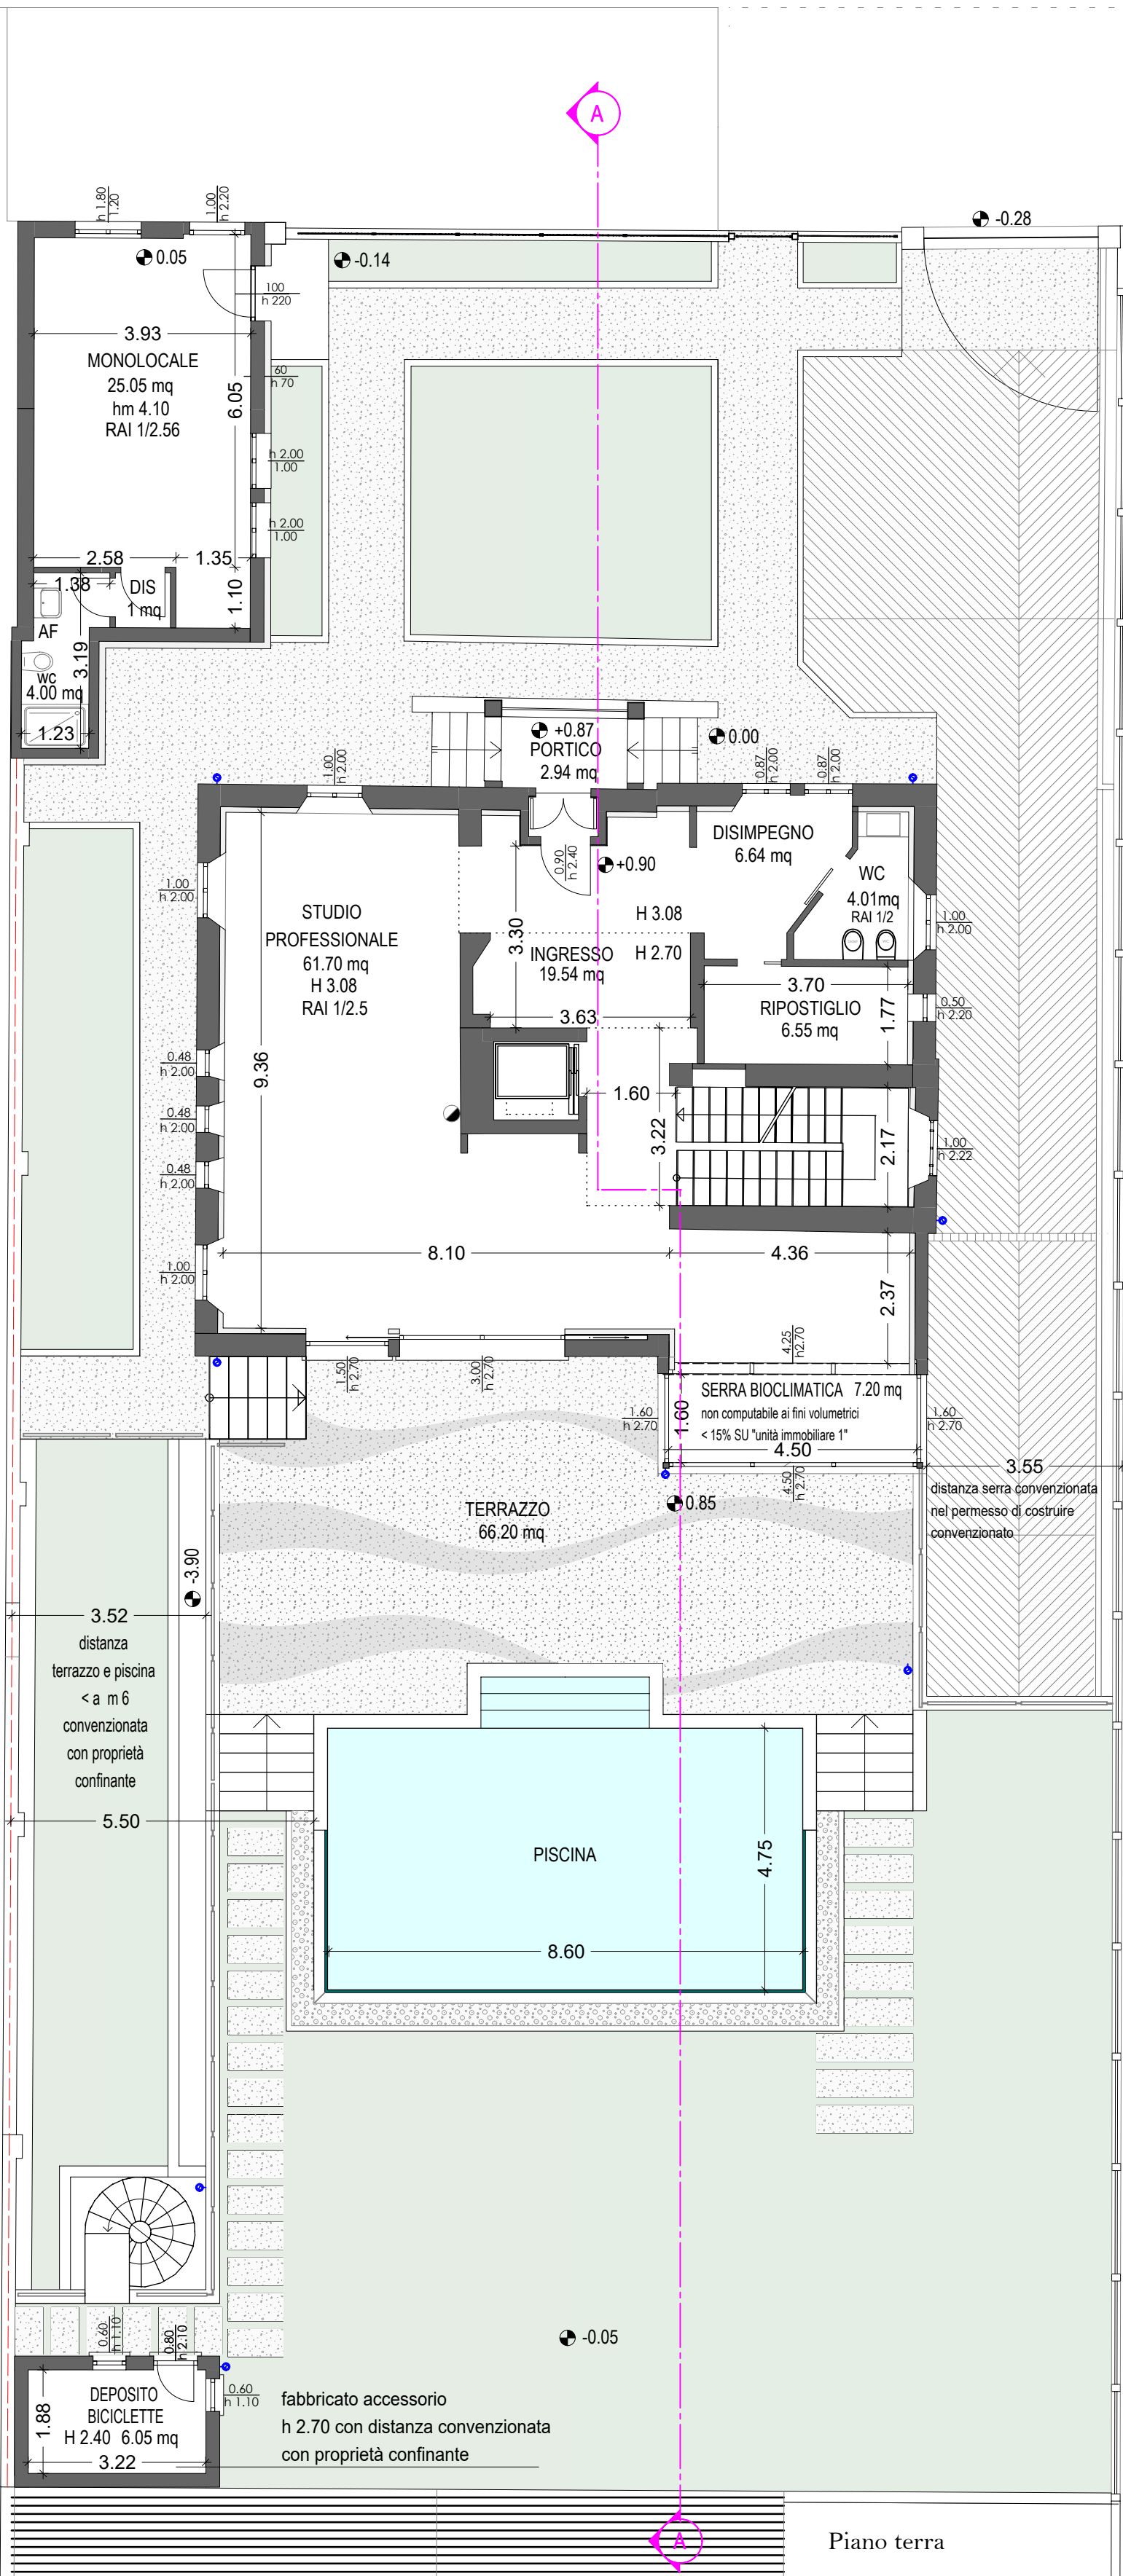 A
-0.28
h 1.80
1.20
1.00
h 2.20
0.05
-0.14
100
h 220
3.93
MONOLOCALE
25.05 mq
hm 4.10
RAI 1/2.56
60
h 70
6.05
h 2.00
1.00
h 2.00
1.00
2.58
1.35
1.38
DIS
1 mq
1.10
AF
3.19
wc
4.00 mq
1.23
+0.87
PORTICO
2.94 mq
0.00
1.00
h 2.00
0.87
h 2.00
0.87
h 2.00
DISIMPEGNO
6.64 mq
0.90
h 2.40
+0.90
WC
4.01mq
RAI 1/2
1.00
h 2.00
STUDIO
PROFESSIONALE
61.70 mq
H 3.08
RAI 1/2.5
1.00
h 2.00
H 3.08
3.30
INGRESSO
19.54 mq
H 2.70
3.70
RIPOSTIGLIO
6.55 mq
1.77
0.50
h 2.20
3.63
9.36
0.48
h 2.00
0.48
h 2.00
0.48
h 2.00
1.60
3.22
2.17
1.00
h 2.22
8.10
4.36
1.00
h 2.00
2.37
1.50
h 2.70
3.00
h 2.70
4.25
h2.70
SERRA BIOCLIMATICA 7.20 mq
non computabile ai fini volumetrici
< 15% SU "unità immobiliare 1"
1.60
1.60
h 2.70
1.60
h 2.70
4.50
4.50
h 2.70
3.55
distanza serra convenzionata
nel permesso di costruire
convenzionato
TERRAZZO
66.20 mq
0.85
-3.90
3.52
distanza
terrazzo e piscina
< a m 6
convenzionata
con proprietà
confinante
5.50
PISCINA
4.75
8.60
-0.05
0.60
h 1.10
0.80
h 2.10
DEPOSITO
BICICLETTE
H 2.40 6.05 mq
1.88
3.22
0.60
h 1.10
fabbricato accessorio
h 2.70 con distanza convenzionata
con proprietà confinante
A
Piano terra